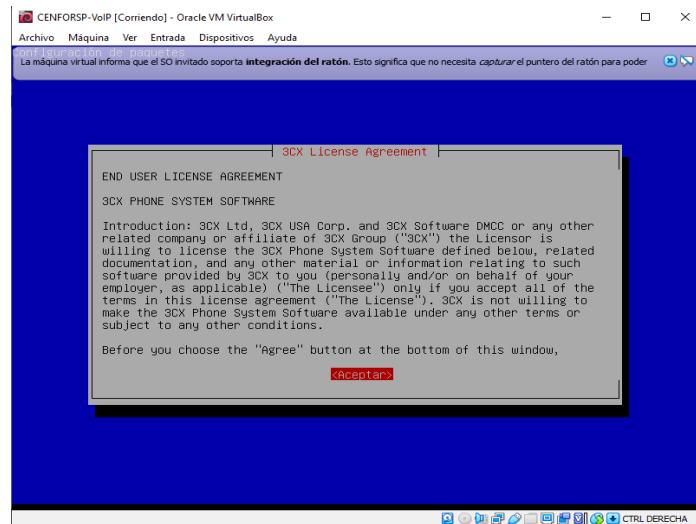 CENFORSP-VoIP [Corriendo] - Oracle VM VirtualBox
Archivo Máquina Ver Entrada Dispositivos Ayuda
Configuración de paquetes
La máquina virtual informa que el SO invitado soporta integración del ratón. Esto significa que no necesita capturar el puntero del ratón para poder
3CX License Agreement
END USER LICENSE AGREEMENT
3CX PHONE SYSTEM SOFTWARE
Introduction: 3CX Ltd, 3CX USA Corp. and 3CX Software DMCC or any other
related company or affiliate of 3CX Group ("3CX") the Licensor is
willing to license the 3CX Phone System Software defined below, related
documentation, and any other material or information relating to such
software provided by 3CX to you (personally and/or on behalf of your
employer, as applicable) ("The Licensee") only if you accept all of the
terms in this license agreement ("The License"). 3CX is not willing to
make the 3CX Phone System Software available under any other terms or
subject to any other conditions.
Before you choose the "Agree" button at the bottom of this window,
<Aceptar>
CTRL DERECHA